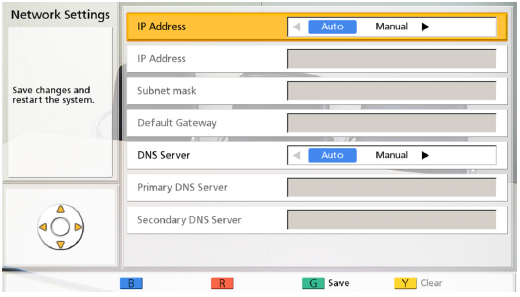 Network Settings
Save changes and
restart the system.
IP Address Auto Manual
IP Address
Subnet mask
Default Gateway
DNS Server Auto Manual
Primary DNS Server
Secondary DNS Server
B R G Save Y Clear